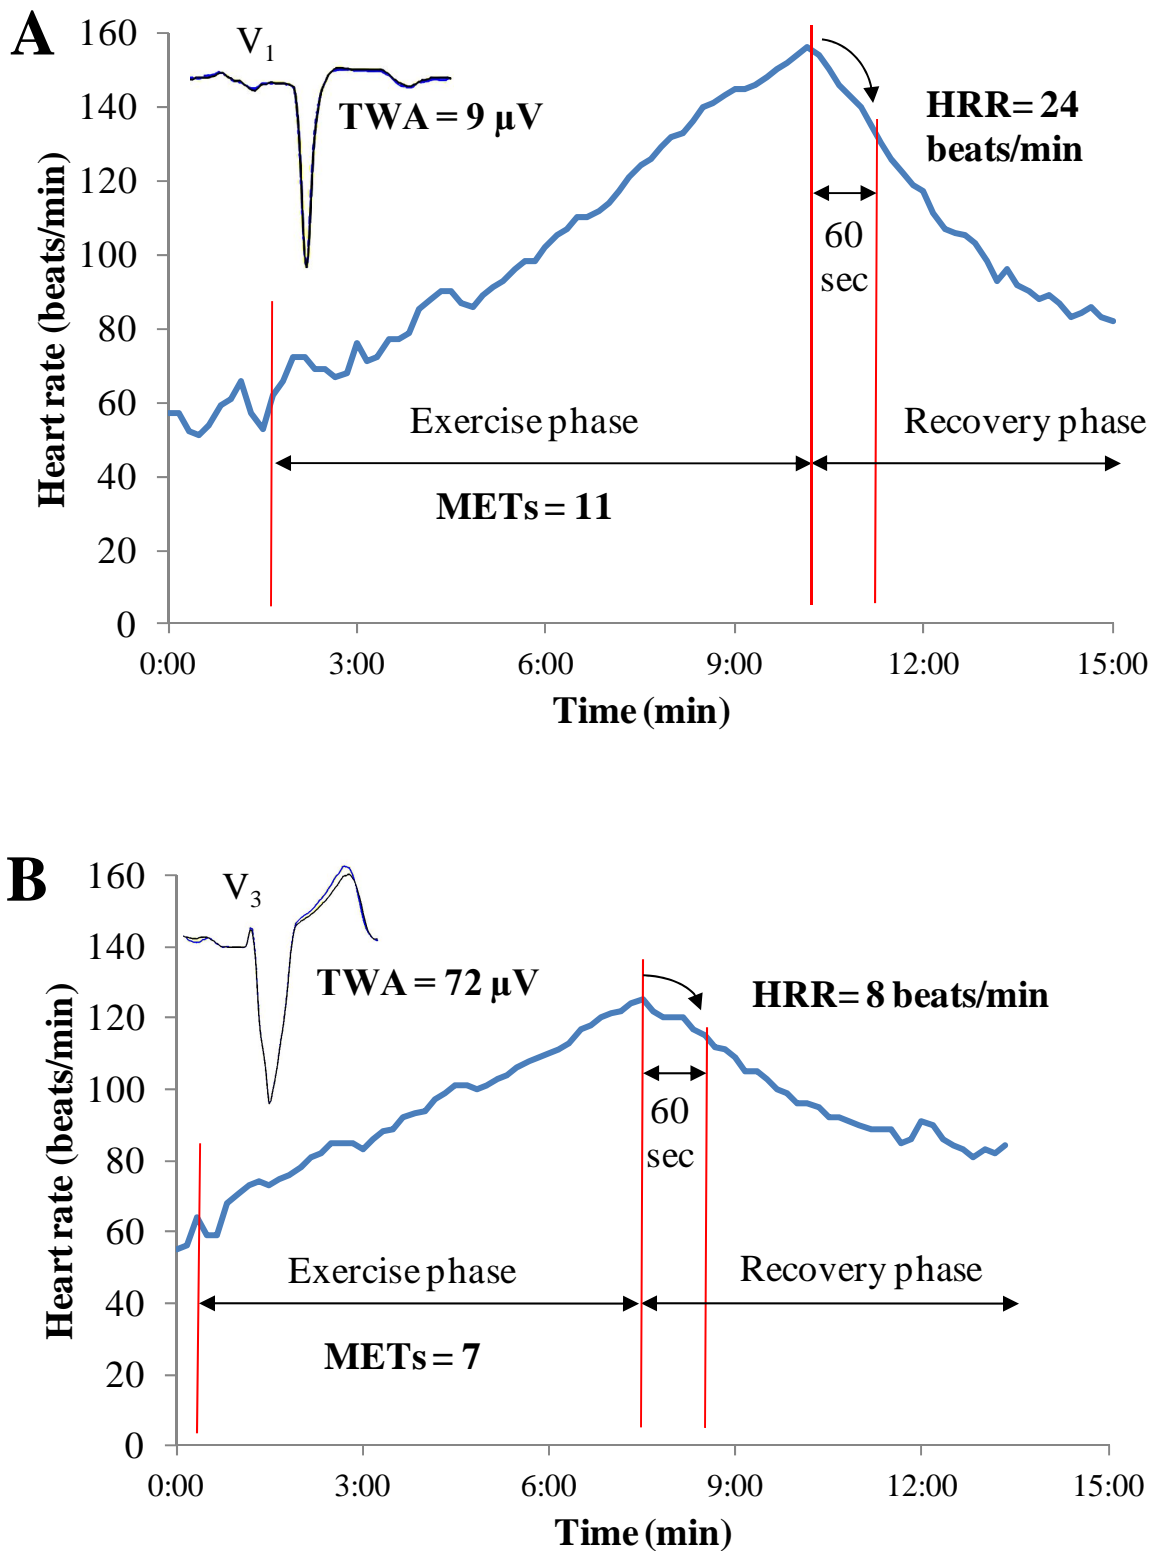 A
160
V1
TWA = 9 µV
HRR= 24
beats/min
140
120
100
60
sec
80
60
Exercise phase
Recovery phase
40
METs = 11
20
0
0:00 3:00 6:00 9:00 12:00 15:00
Heart rate (beats/min)
Time (min)
B
160
V3
140
TWA = 72 µV
HRR= 8 beats/min
120
100
60
sec
80
60
Exercise phase
Recovery phase
40
METs = 7
20
0
0:00 3:00 6:00 9:00 12:00 15:00
Heart rate (beats/min)
Time (min)